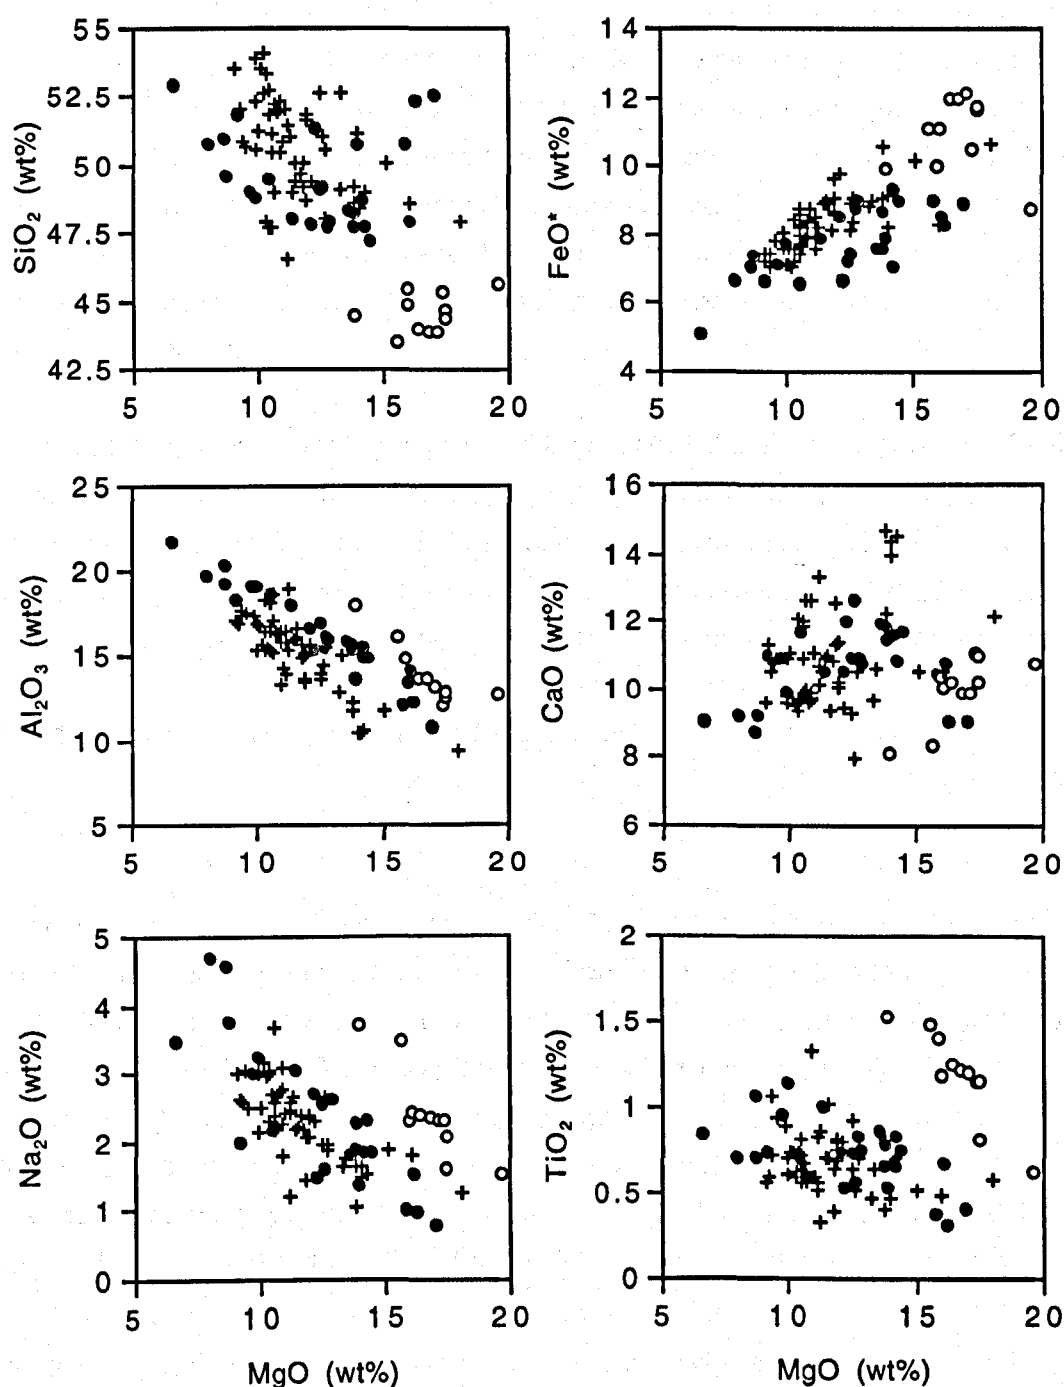 55
52.5
50
47.5
45
42.5
SiO₂ (wt%)
5 10 15 20
14
12
10
8
6
4
FeO* (wt%)
5 10 15 20
25
20
15
10
5
Al₂O₃ (wt%)
5 10 15 20
16
14
12
10
8
6
CaO (wt%)
5 10 15 20
5
4
3
2
1
0
Na₂O (wt%)
5 10 15 20
MgO (wt%)
2
1.5
1
0.5
0
TiO₂ (wt%)
5 10 15 20
MgO (wt%)